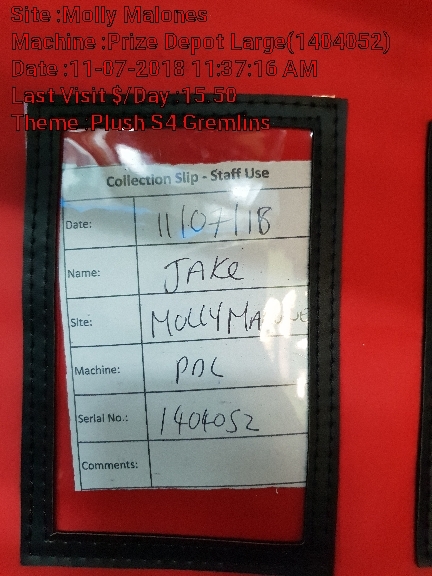 Site :Molly Malones
Machine :Prize Depot Large(1404052)
Date :11-07-2018 11:37:16 AM
Last Visit $/Day :15.50
Theme :Plush S4 Gremlins
Collection Slip - Staff Use
Date: 11/07/18
Name: JAKe
Site: MOLLY
Machine: PDL
Serial No.: 1404052
Comments: